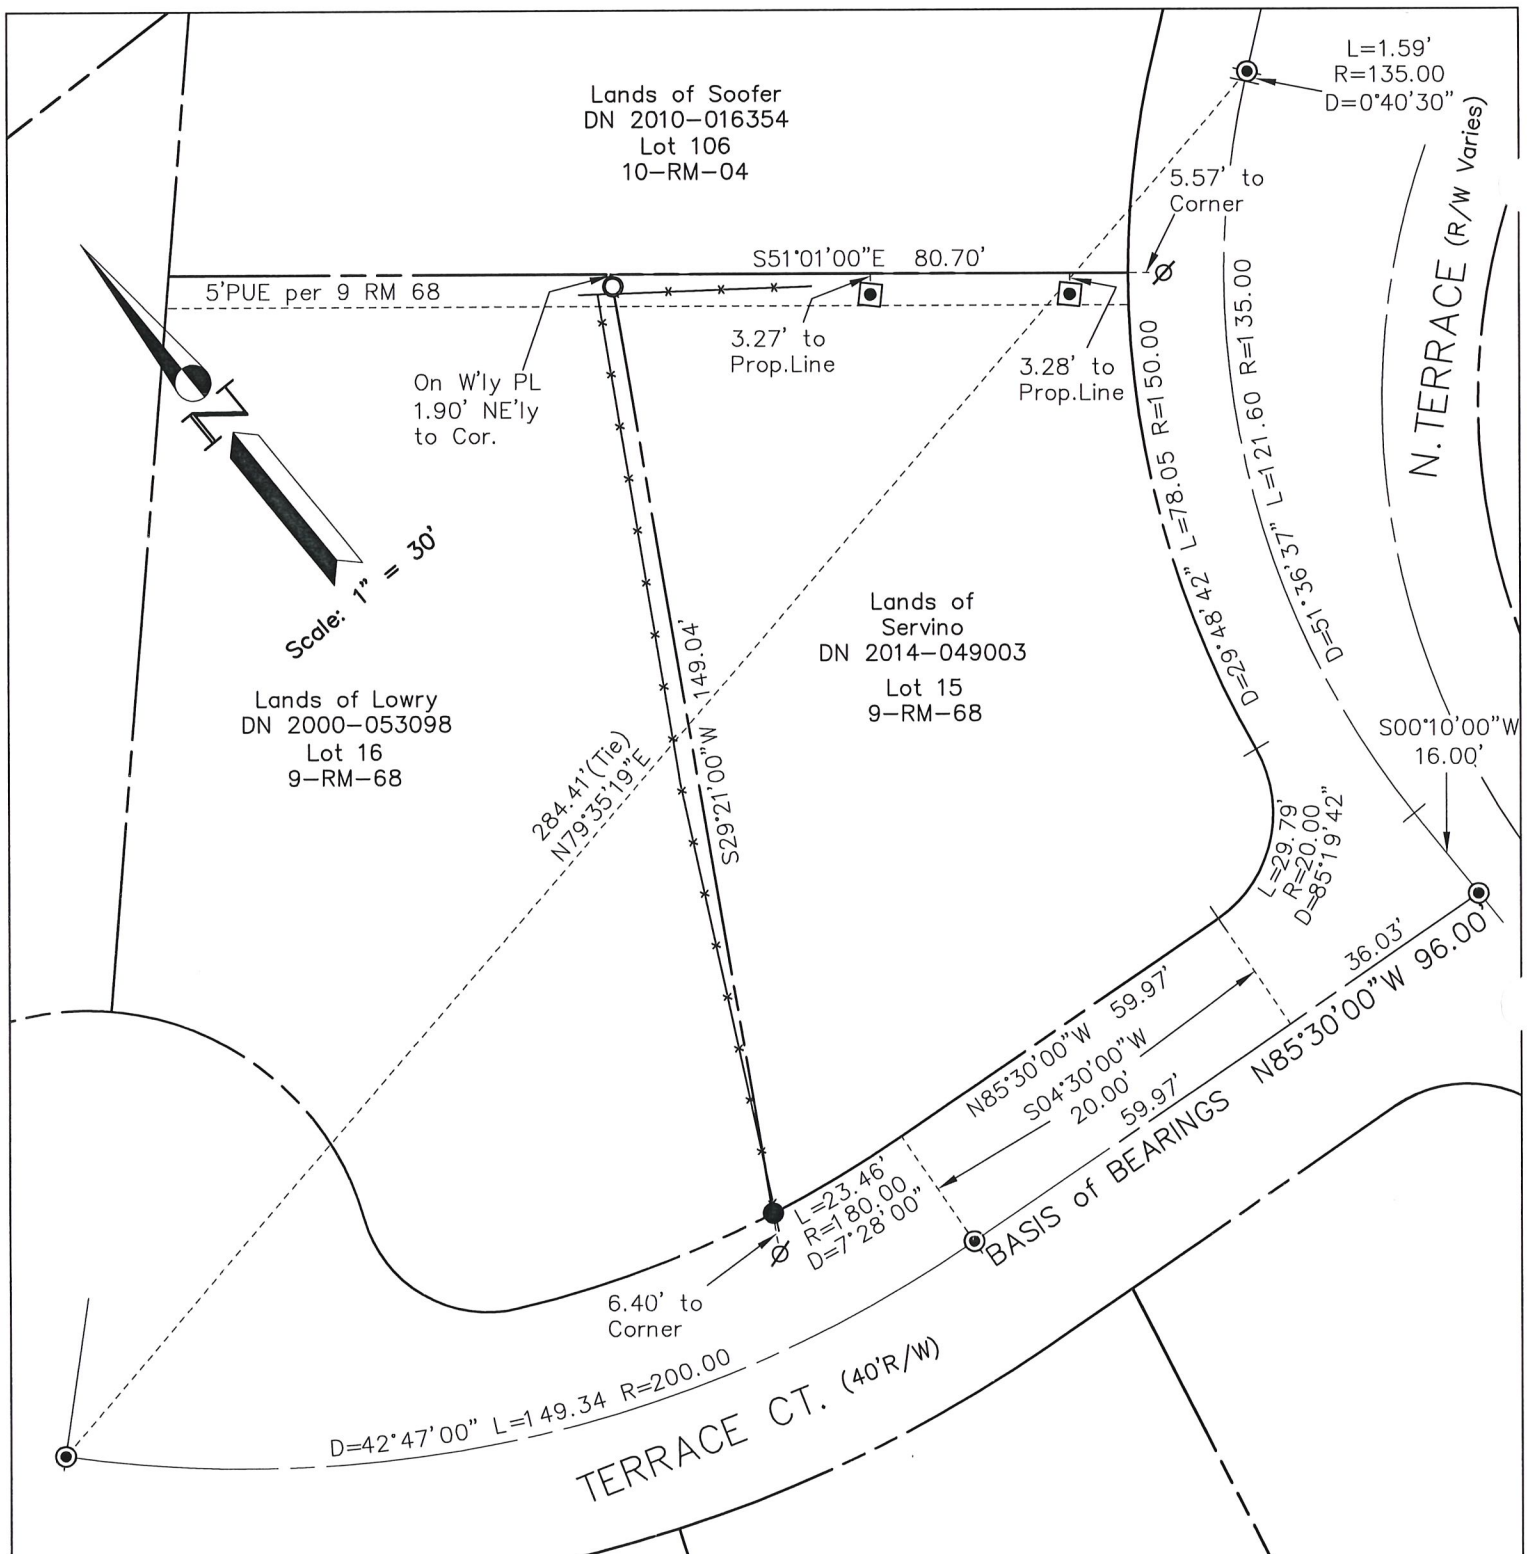 L=1.59'
R=135.00
D=0°40'30"
Lands of Soofer
DN 2010-016354
Lot 106
10-RM-04
5.57' to
Corner
N. TERRACE (R/W Varies)
S51°01'00"E 80.70'
5'PUE per 9 RM 68
3.27' to
Prop.Line
3.28' to
Prop.Line
On W'ly PL
1.90' NE'ly
to Cor.
N
Scale: 1" = 30'
D=29°48'42" L=78.05 R=150.00
D=51°36'37" L=121.60 R=135.00
Lands of
Servino
DN 2014-049003
Lot 15
9-RM-68
Lands of Lowry
DN 2000-053098
Lot 16
9-RM-68
S29°21'00"W 149.04'
284.41'(Tie)
N79°35'19"E
S00°10'00"W
16.00'
L=29.79'
R=20.00
D=85°19'42"
36.03'
N85°30'00"W 59.97'
S04°30'00"W
20.00'
59.97'
BASIS of BEARINGS N85°30'00"W 96.00'
L=23.46'
R=180.00
D=7°28'00"
6.40' to
Corner
D=42°47'00" L=149.34 R=200.00
TERRACE CT. (40'R/W)